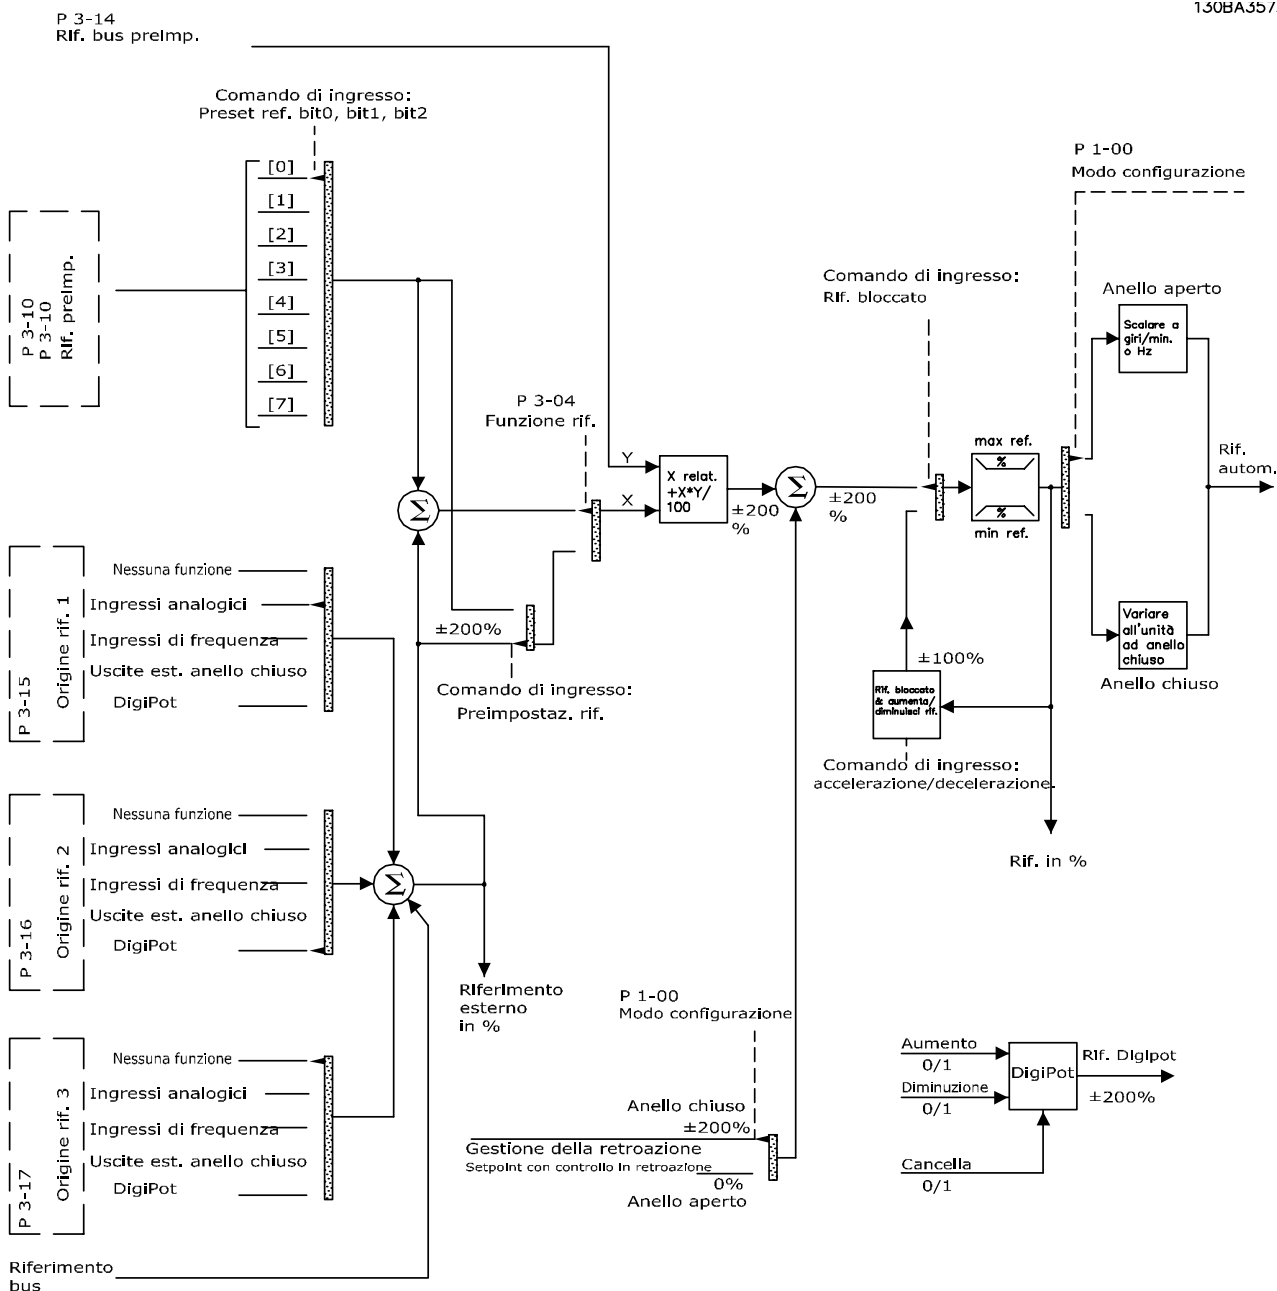 130BA357
P 3-14
Rif. bus preimp.
Comando di ingresso:
Preset ref. bit0, bit1, bit2
[0]
[1]
[2]
[3]
[4]
[5]
[6]
[7]
P 3-10
P 3-10
Rif. preimp.
P 1-00
Modo configurazione
Comando di ingresso:
Rif. bloccato
Anello aperto
Scalare a
giri/min.
o Hz
P 3-04
Funzione rif.
Y
X
X relat.
+X*Y/
100
Σ
Σ
±200
%
±200
%
max ref.
%
%
min ref.
Rif.
autom.
P 3-15
Origine rif. 1
Nessuna funzione
Ingressi analogici
Ingressi di frequenza
Uscite est. anello chiuso
DigiPot
±200%
Comando di ingresso:
Preimpostaz. rif.
±100%
Rif. bloccato
& aumenta/
diminuisci rif.
Comando di ingresso:
accelerazione/decelerazione.
Variare
all'unità
ad anello
chiuso
Anello chiuso
P 3-16
Origine rif. 2
Nessuna funzione
Ingressi analogici
Ingressi di frequenza
Uscite est. anello chiuso
DigiPot
Σ
Rif. in %
Riferimento
esterno
in %
P 1-00
Modo configurazione
P 3-17
Origine rif. 3
Nessuna funzione
Ingressi analogici
Ingressi di frequenza
Uscite est. anello chiuso
DigiPot
Anello chiuso
±200%
Gestione della retroazione
Setpoint con controllo in retroazione
0%
Anello aperto
Aumento
0/1
Diminuzione
0/1
Cancella
0/1
DigiPot
Rif. Digipot
±200%
Riferimento
bus